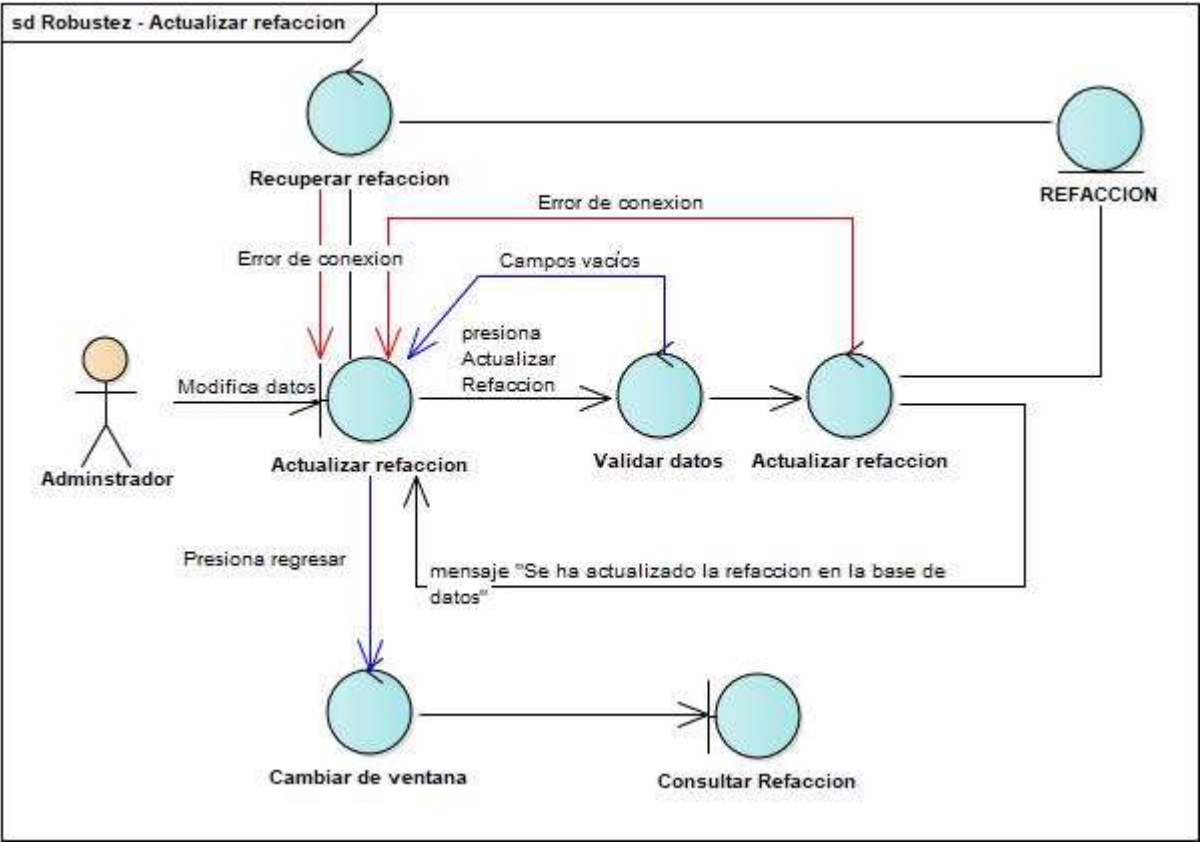 sd Robustez - Actualizar refaccion
Recuperar refaccion
REFACCION
Error de conexion
Error de conexion
Campos vacíos
presiona
Actualizar
Refaccion
Modifica datos
Adminstrador
Actualizar refaccion
Validar datos
Actualizar refaccion
Presiona regresar
mensaje "Se ha actualizado la refaccion en la base de
datos"
Cambiar de ventana
Consultar Refaccion